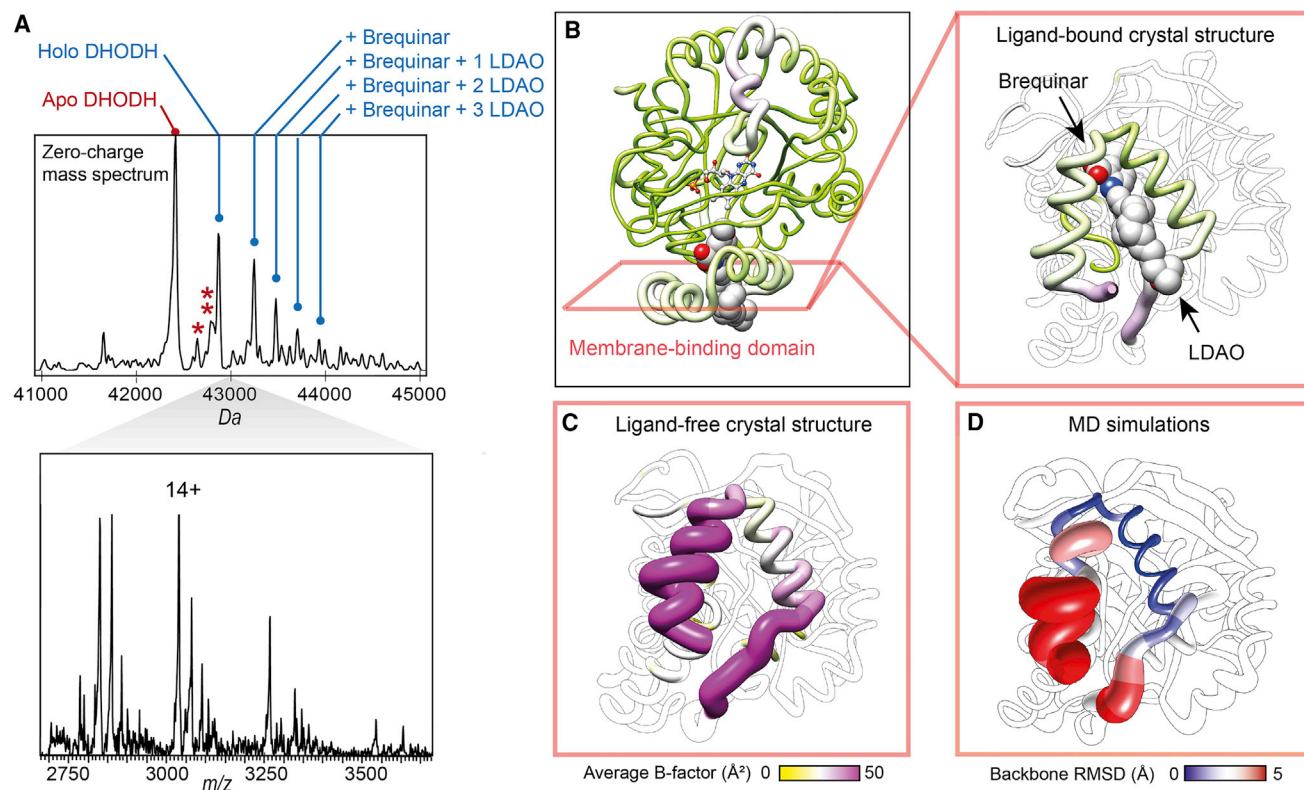 A
Holo DHODH
Apo DHODH
+ Brequinar
+ Brequinar + 1 LDAO
+ Brequinar + 2 LDAO
+ Brequinar + 3 LDAO
Zero-charge
mass spectrum
*
*
*
41000 42000 43000 44000 45000
Da
14+
2750 3000 3250 3500
m/z
B
Membrane-binding domain
Ligand-bound crystal structure
Brequinar
LDAO
C
Ligand-free crystal structure
Average B-factor (Å²) 0 50
D
MD simulations
Backbone RMSD (Å) 0 5